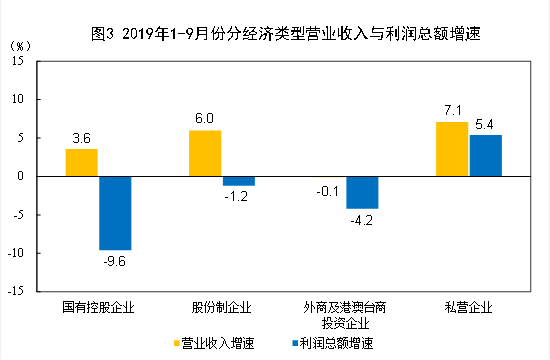 图3 2019年1-9月份分经济类型营业收入与利润总额增速
(%)
15
10
5
0
-5
-10
-15
3.6
-9.6
6.0
-1.2
-0.1
-4.2
7.1
5.4
国有控股企业
股份制企业
外商及港澳台商
投资企业
私营企业
营业收入增速
利润总额增速